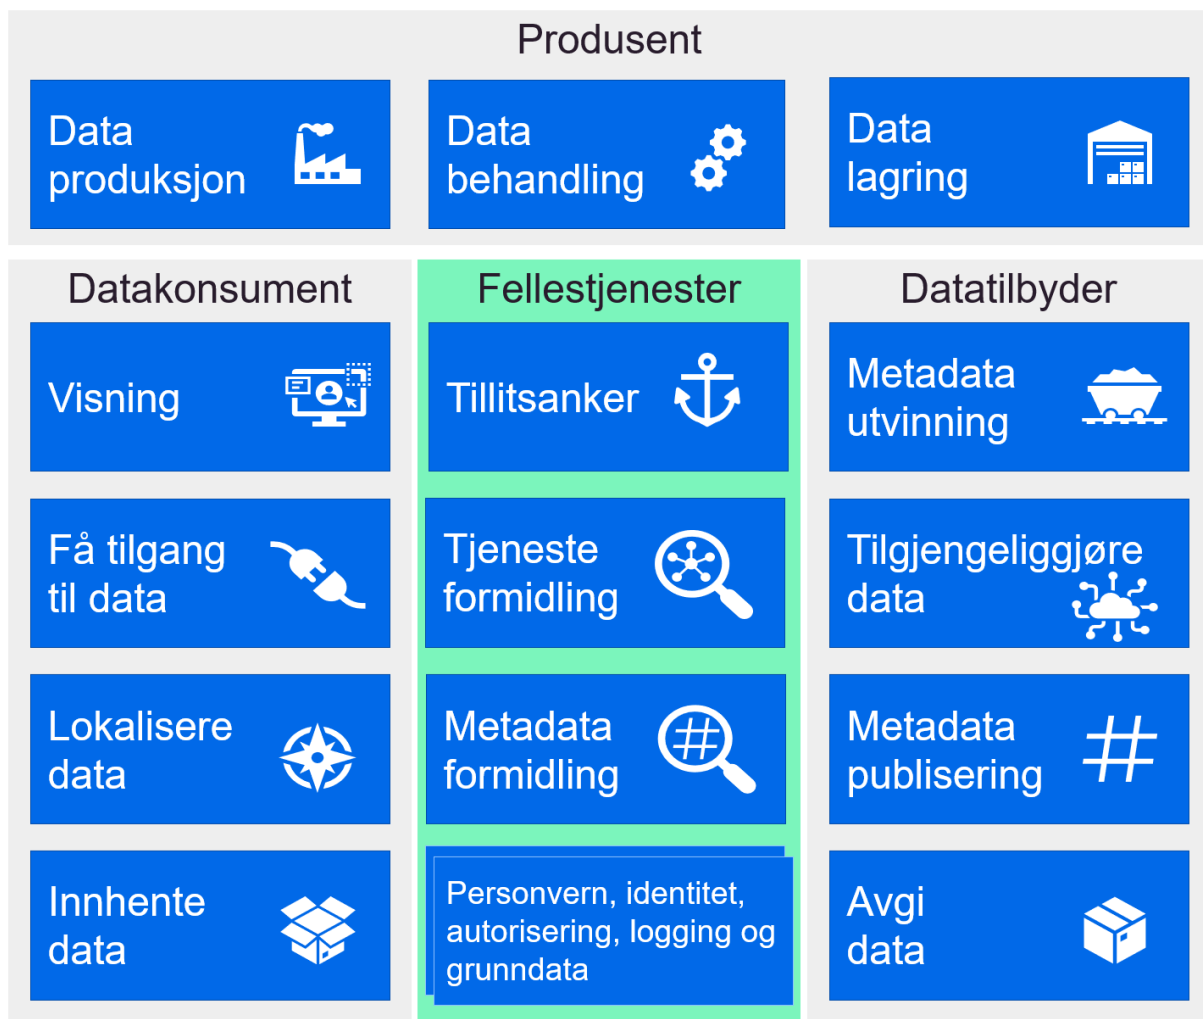 Produsent
Data
produksjon
Data
behandling
Data
lagring
Datakonsument
Visning
Få tilgang
til data
Lokalisere
data
Innhente
data
Fellestjenester
Tillitsanker
Tjeneste
formidling
Metadata
formidling
Personvern, identitet,
autorisering, logging og
grunndata
Datatilbyder
Metadata
utvinning
Tilgjengeliggjøre
data
Metadata
publisering
Avgi
data